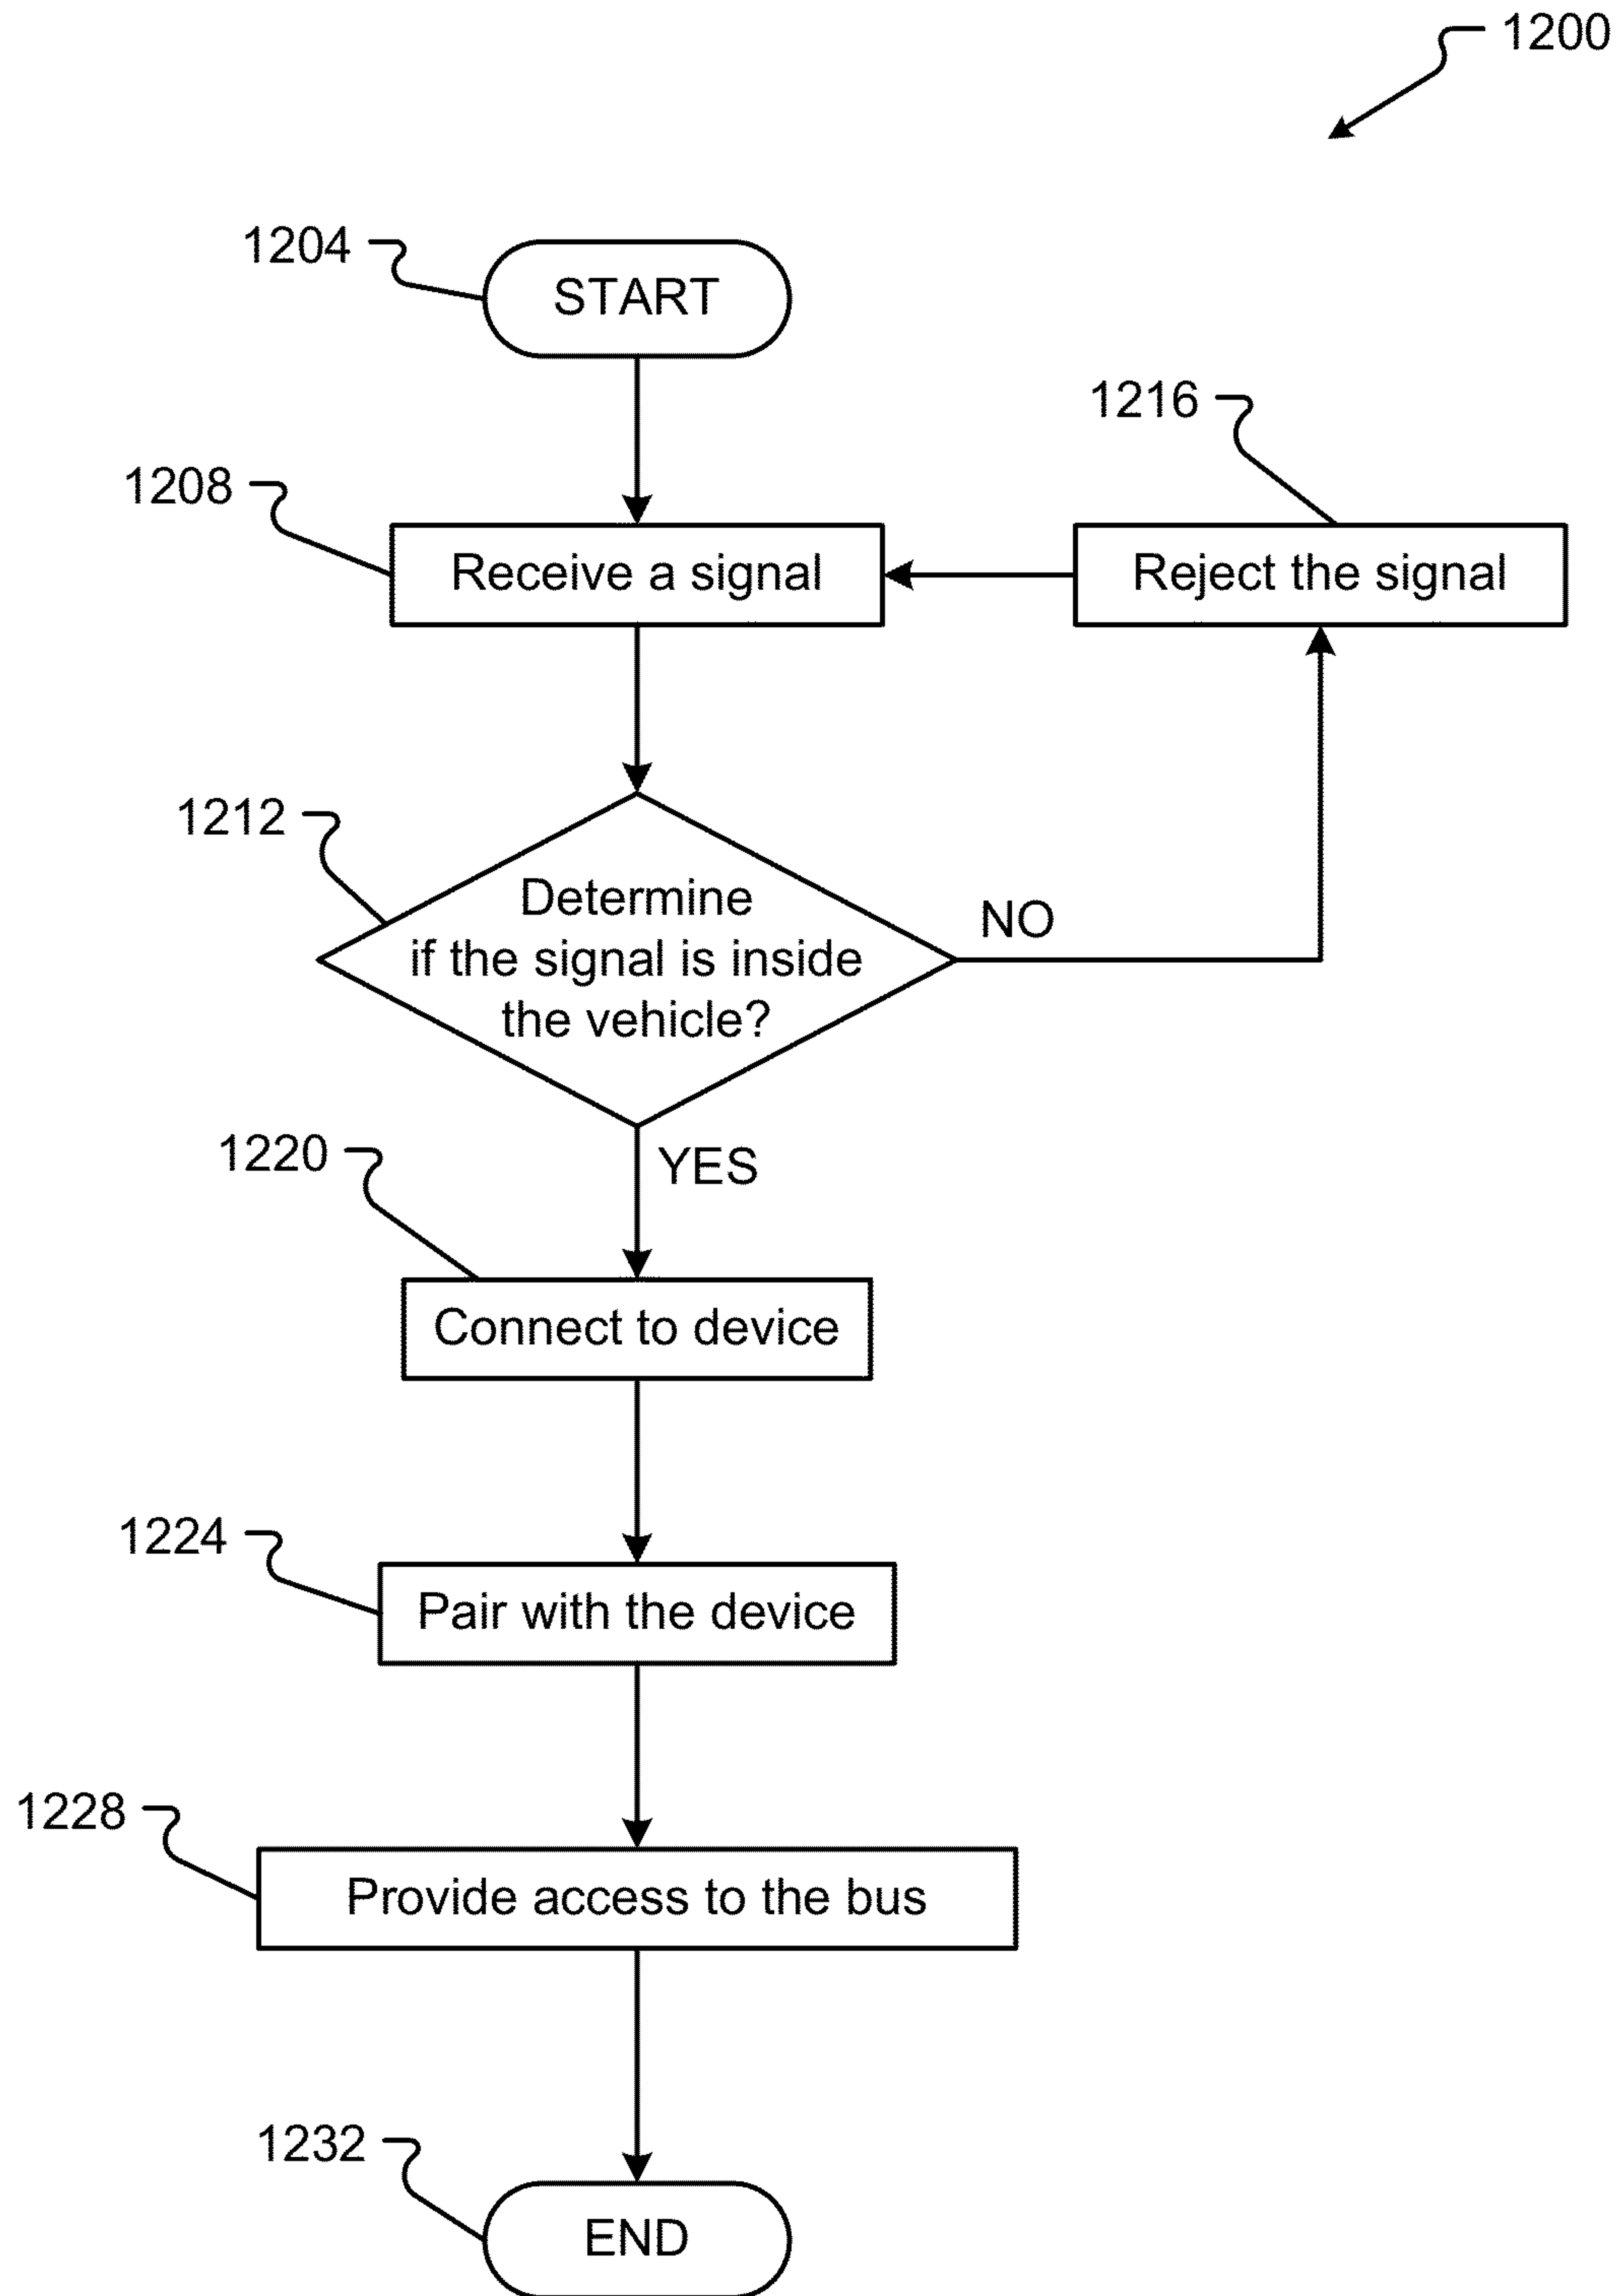 1200
1204
START
1216
1208
Receive a signal
Reject the signal
1212
Determine
if the signal is inside
the vehicle?
NO
1220
YES
Connect to device
1224
Pair with the device
1228
Provide access to the bus
1232
END